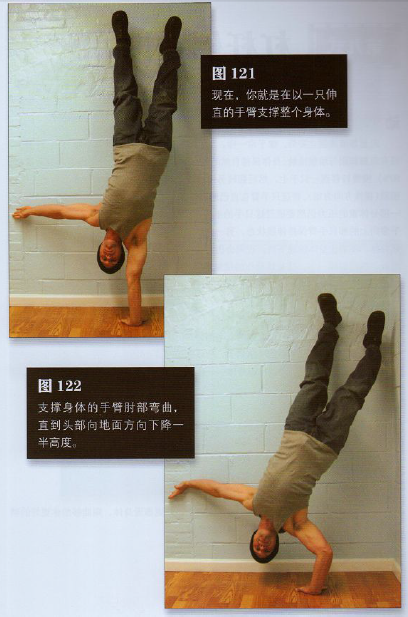 图 121
现在，你就是在以一只伸
直的手臂支撑整个身体。
图 122
支撑身体的手臂肘部弯曲，
直到头部向地面方向下降一
半高度。